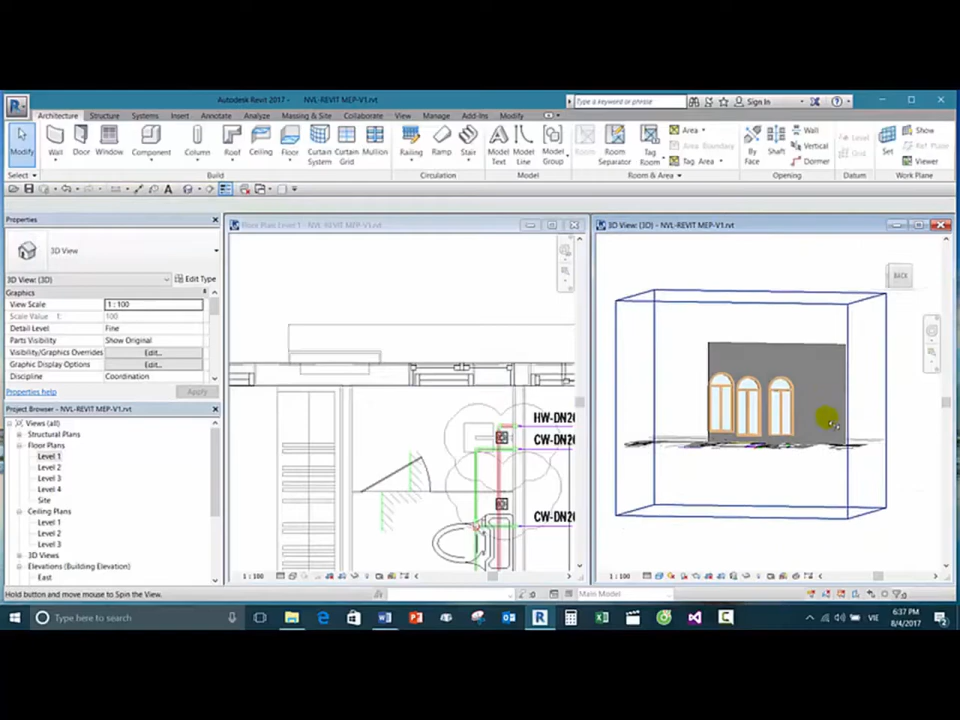 Autodesk Revit 2017 - NVL-REVIT MEP-V1.rvt
Type a keyword or phrase
Sign In
Architecture Structure Systems Insert Annotate Analyze Massing & Site Collaborate View Manage Add-Ins Modify
Modify Wall Door Window Component Column Roof Ceiling Floor Curtain System Curtain Grid Mullion Railing Ramp Stair Model Text Model Line Model Group Room Room Separator Tag Room Area Area Boundary Tag Area By Face Shaft Wall Vertical Dormer Level Grid Set Show Ref Plane Viewer
Select Build Circulation Model Room & Area Opening Datum Work Plane
Properties
3D View
3D View: (3D)
Edit Type
Graphics
View Scale 1 : 100
Scale Value 1: 100
Detail Level Fine
Parts Visibility Show Original
Visibility/Graphics Overrides Edit...
Graphic Display Options Edit...
Discipline Coordination
Properties help
Apply
Project Browser - NVL-REVIT MEP-V1.rvt
Views (all)
Structural Plans
Floor Plans
Level 1
Level 2
Level 3
Level 4
Site
Ceiling Plans
Level 1
Level 2
Level 3
3D Views
Elevations (Building Elevation)
East
Floor Plan: Level 1 - NVL-REVIT MEP-V1.rvt
HW-DN20
CW-DN20
CW-DN20
1 : 100
3D View: (3D) - NVL-REVIT MEP-V1.rvt
BACK
1 : 100
Hold button and move mouse to Spin the View.
:0
Main Model
Type here to search
VIE
6:37 PM
8/4/2017